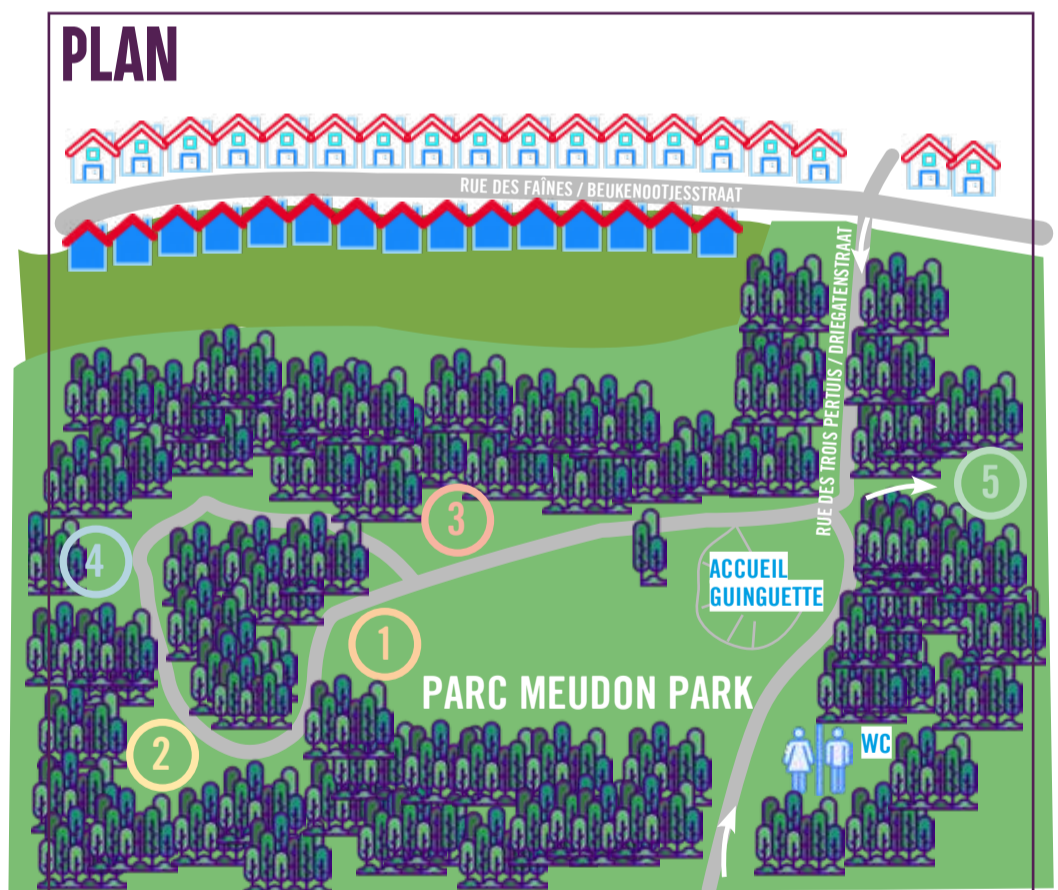 PLAN
RUE DES FAÎNES / BEUKENOOTJESSTRAAT
RUE DES TROIS PERTUIS / DRIEGATENSTRAAT
5
3
4
ACCUEIL
GUINGUETTE
1
PARC MEUDON PARK
2
WC